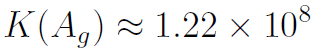 K(A_g) ≈ 1.22 × 10^8